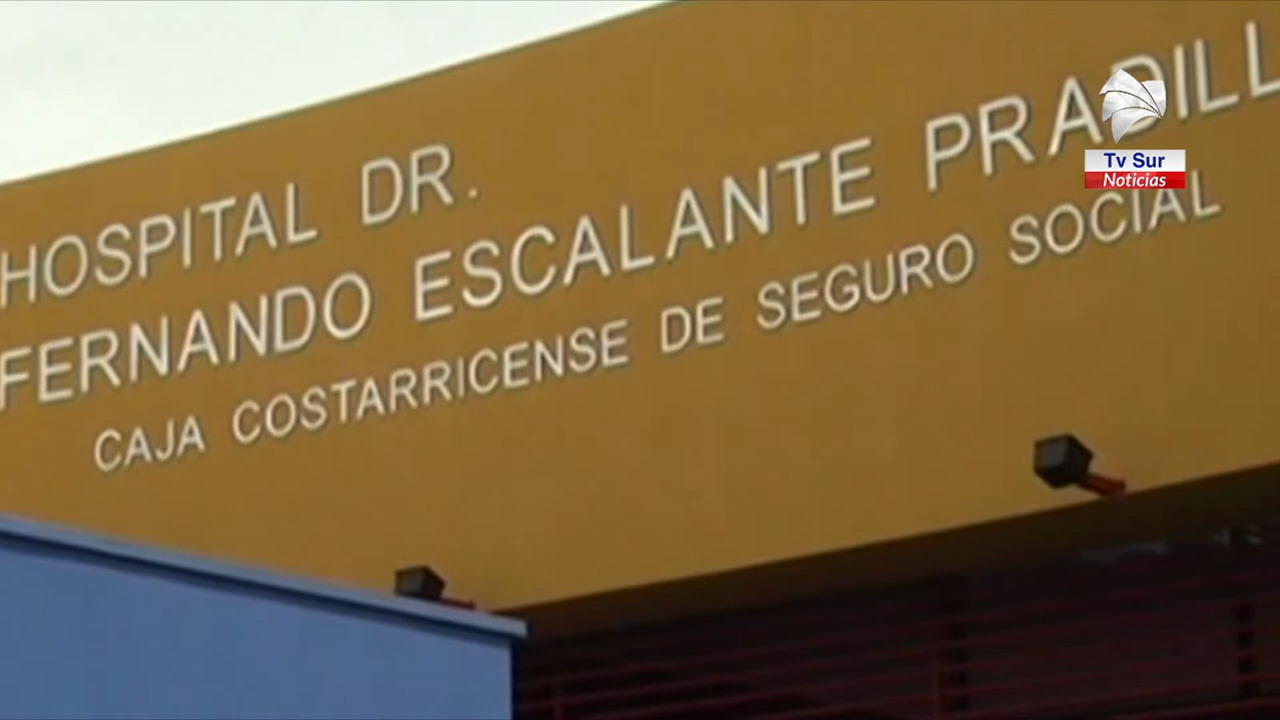 HOSPITAL DR.
FERNANDO ESCALANTE PRADILL
CAJA COSTARRICENSE DE SEGURO SOCIAL
Tv Sur
Noticias